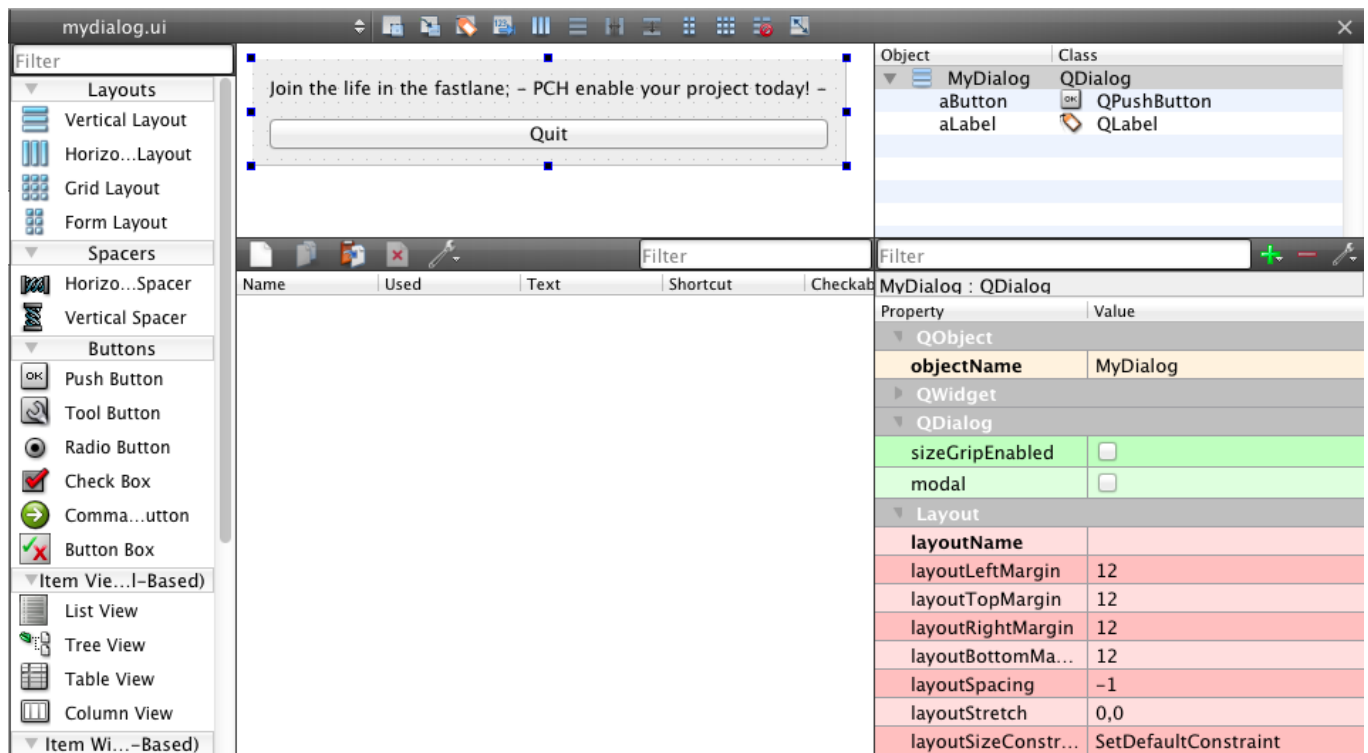 mydialog.ui
Filter
Layouts
Vertical Layout
Horizo...Layout
Grid Layout
Form Layout
Spacers
Horizo...Spacer
Vertical Spacer
Buttons
OK Push Button
Tool Button
Radio Button
Check Box
Comma...utton
Button Box
Item Vie...l-Based)
List View
Tree View
Table View
Column View
Item Wi...-Based)
Join the life in the fastlane; – PCH enable your project today! –
Quit
Filter
Name Used Text Shortcut Checkab
Object Class
MyDialog QDialog
aButton OK QPushButton
aLabel QLabel
Filter
MyDialog : QDialog
Property Value
QObject
objectName MyDialog
QWidget
QDialog
sizeGripEnabled
modal
Layout
layoutName
layoutLeftMargin 12
layoutTopMargin 12
layoutRightMargin 12
layoutBottomMa... 12
layoutSpacing -1
layoutStretch 0,0
layoutSizeConstr... SetDefaultConstraint